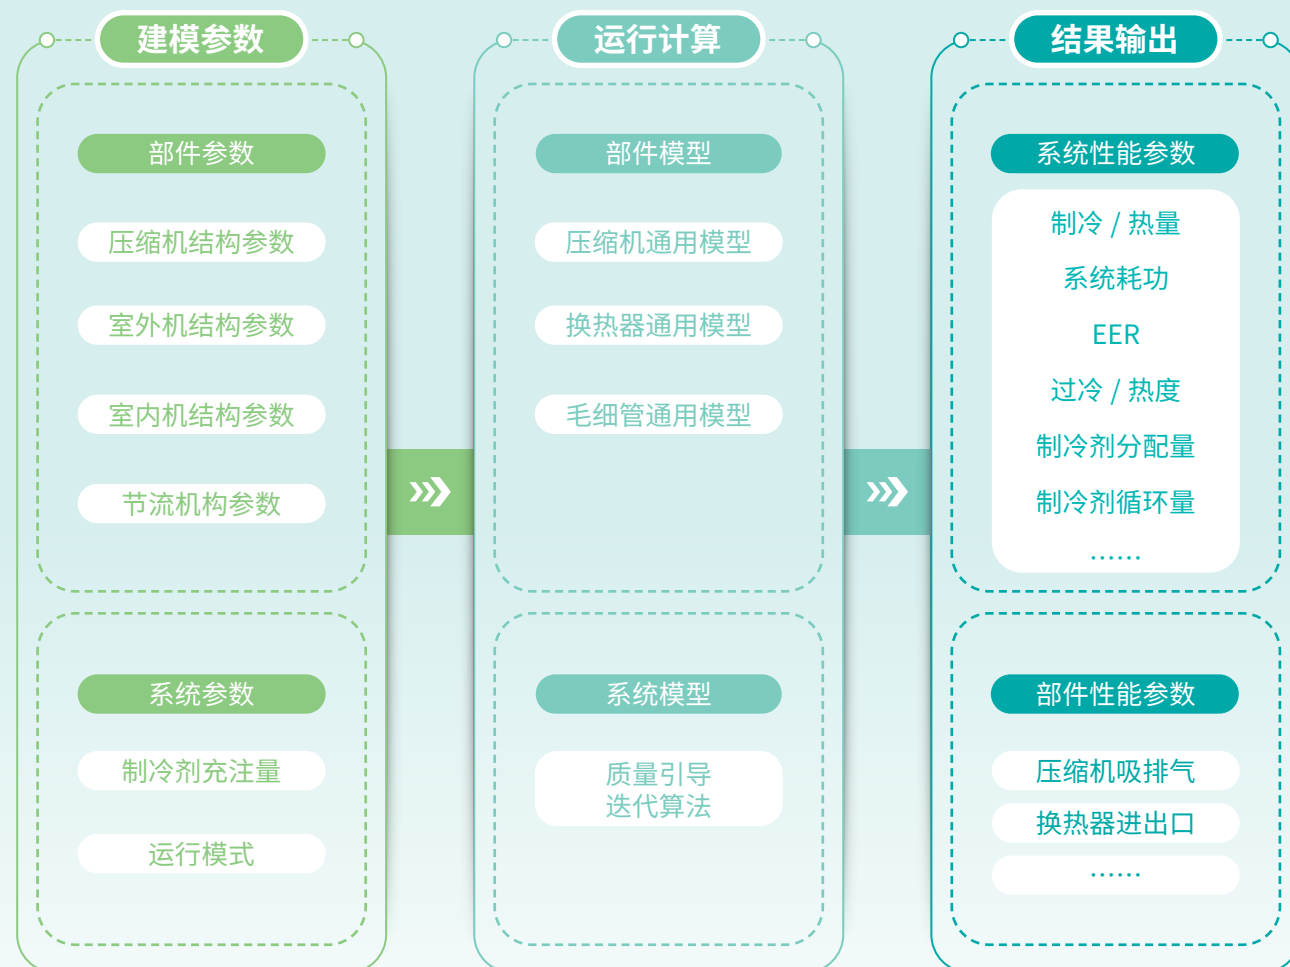 建模参数
部件参数
压缩机结构参数
室外机结构参数
室内机结构参数
节流机构参数
系统参数
制冷剂充注量
运行模式
运行计算
部件模型
压缩机通用模型
换热器通用模型
毛细管通用模型
系统模型
质量引导
迭代算法
结果输出
系统性能参数
制冷 / 热量
系统耗功
EER
过冷 / 热度
制冷剂分配量
制冷剂循环量
……
部件性能参数
压缩机吸排气
换热器进出口
……